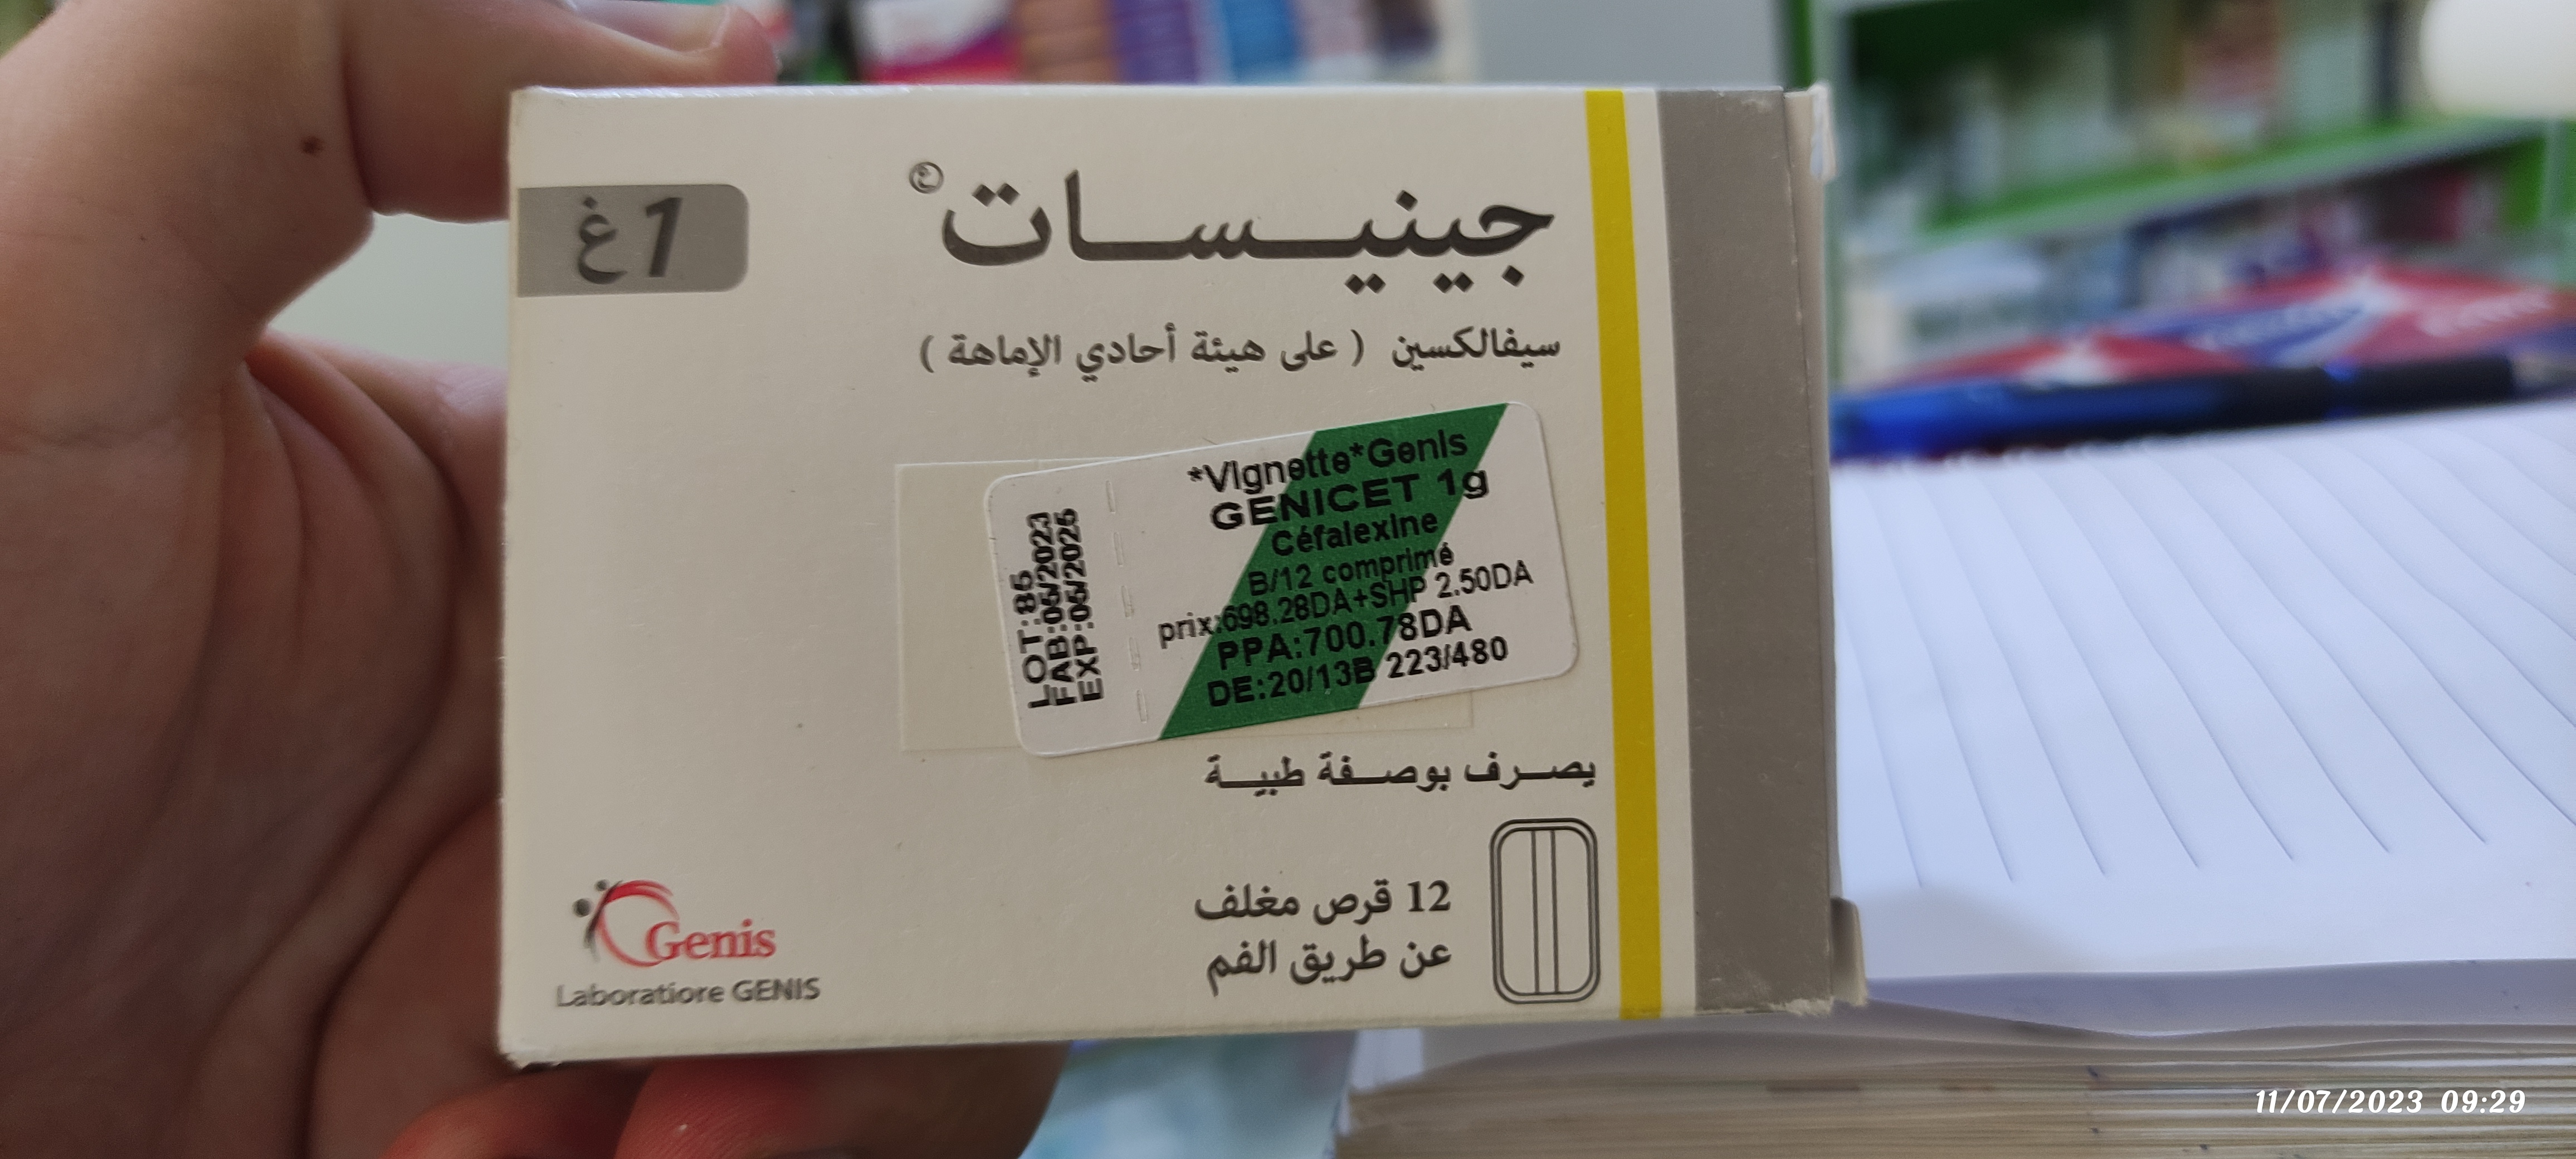 جينيسات
1 غ
سيفالكسين ( على هيئة أحادي الإماهة )
*Vignette*Genis
GENICET 1g
Céfalexine
B/12 comprimé
prix:698.28DA+SHP 2.50DA
PPA:700.78DA
DE:20/13B 223/480
LOT:85
FAB:05/2023
EXP:05/2025
يصرف بوصفة طبية
12 قرص مغلف
عن طريق الفم
Genis
Laboratiore GENIS
11/07/2023 09:29